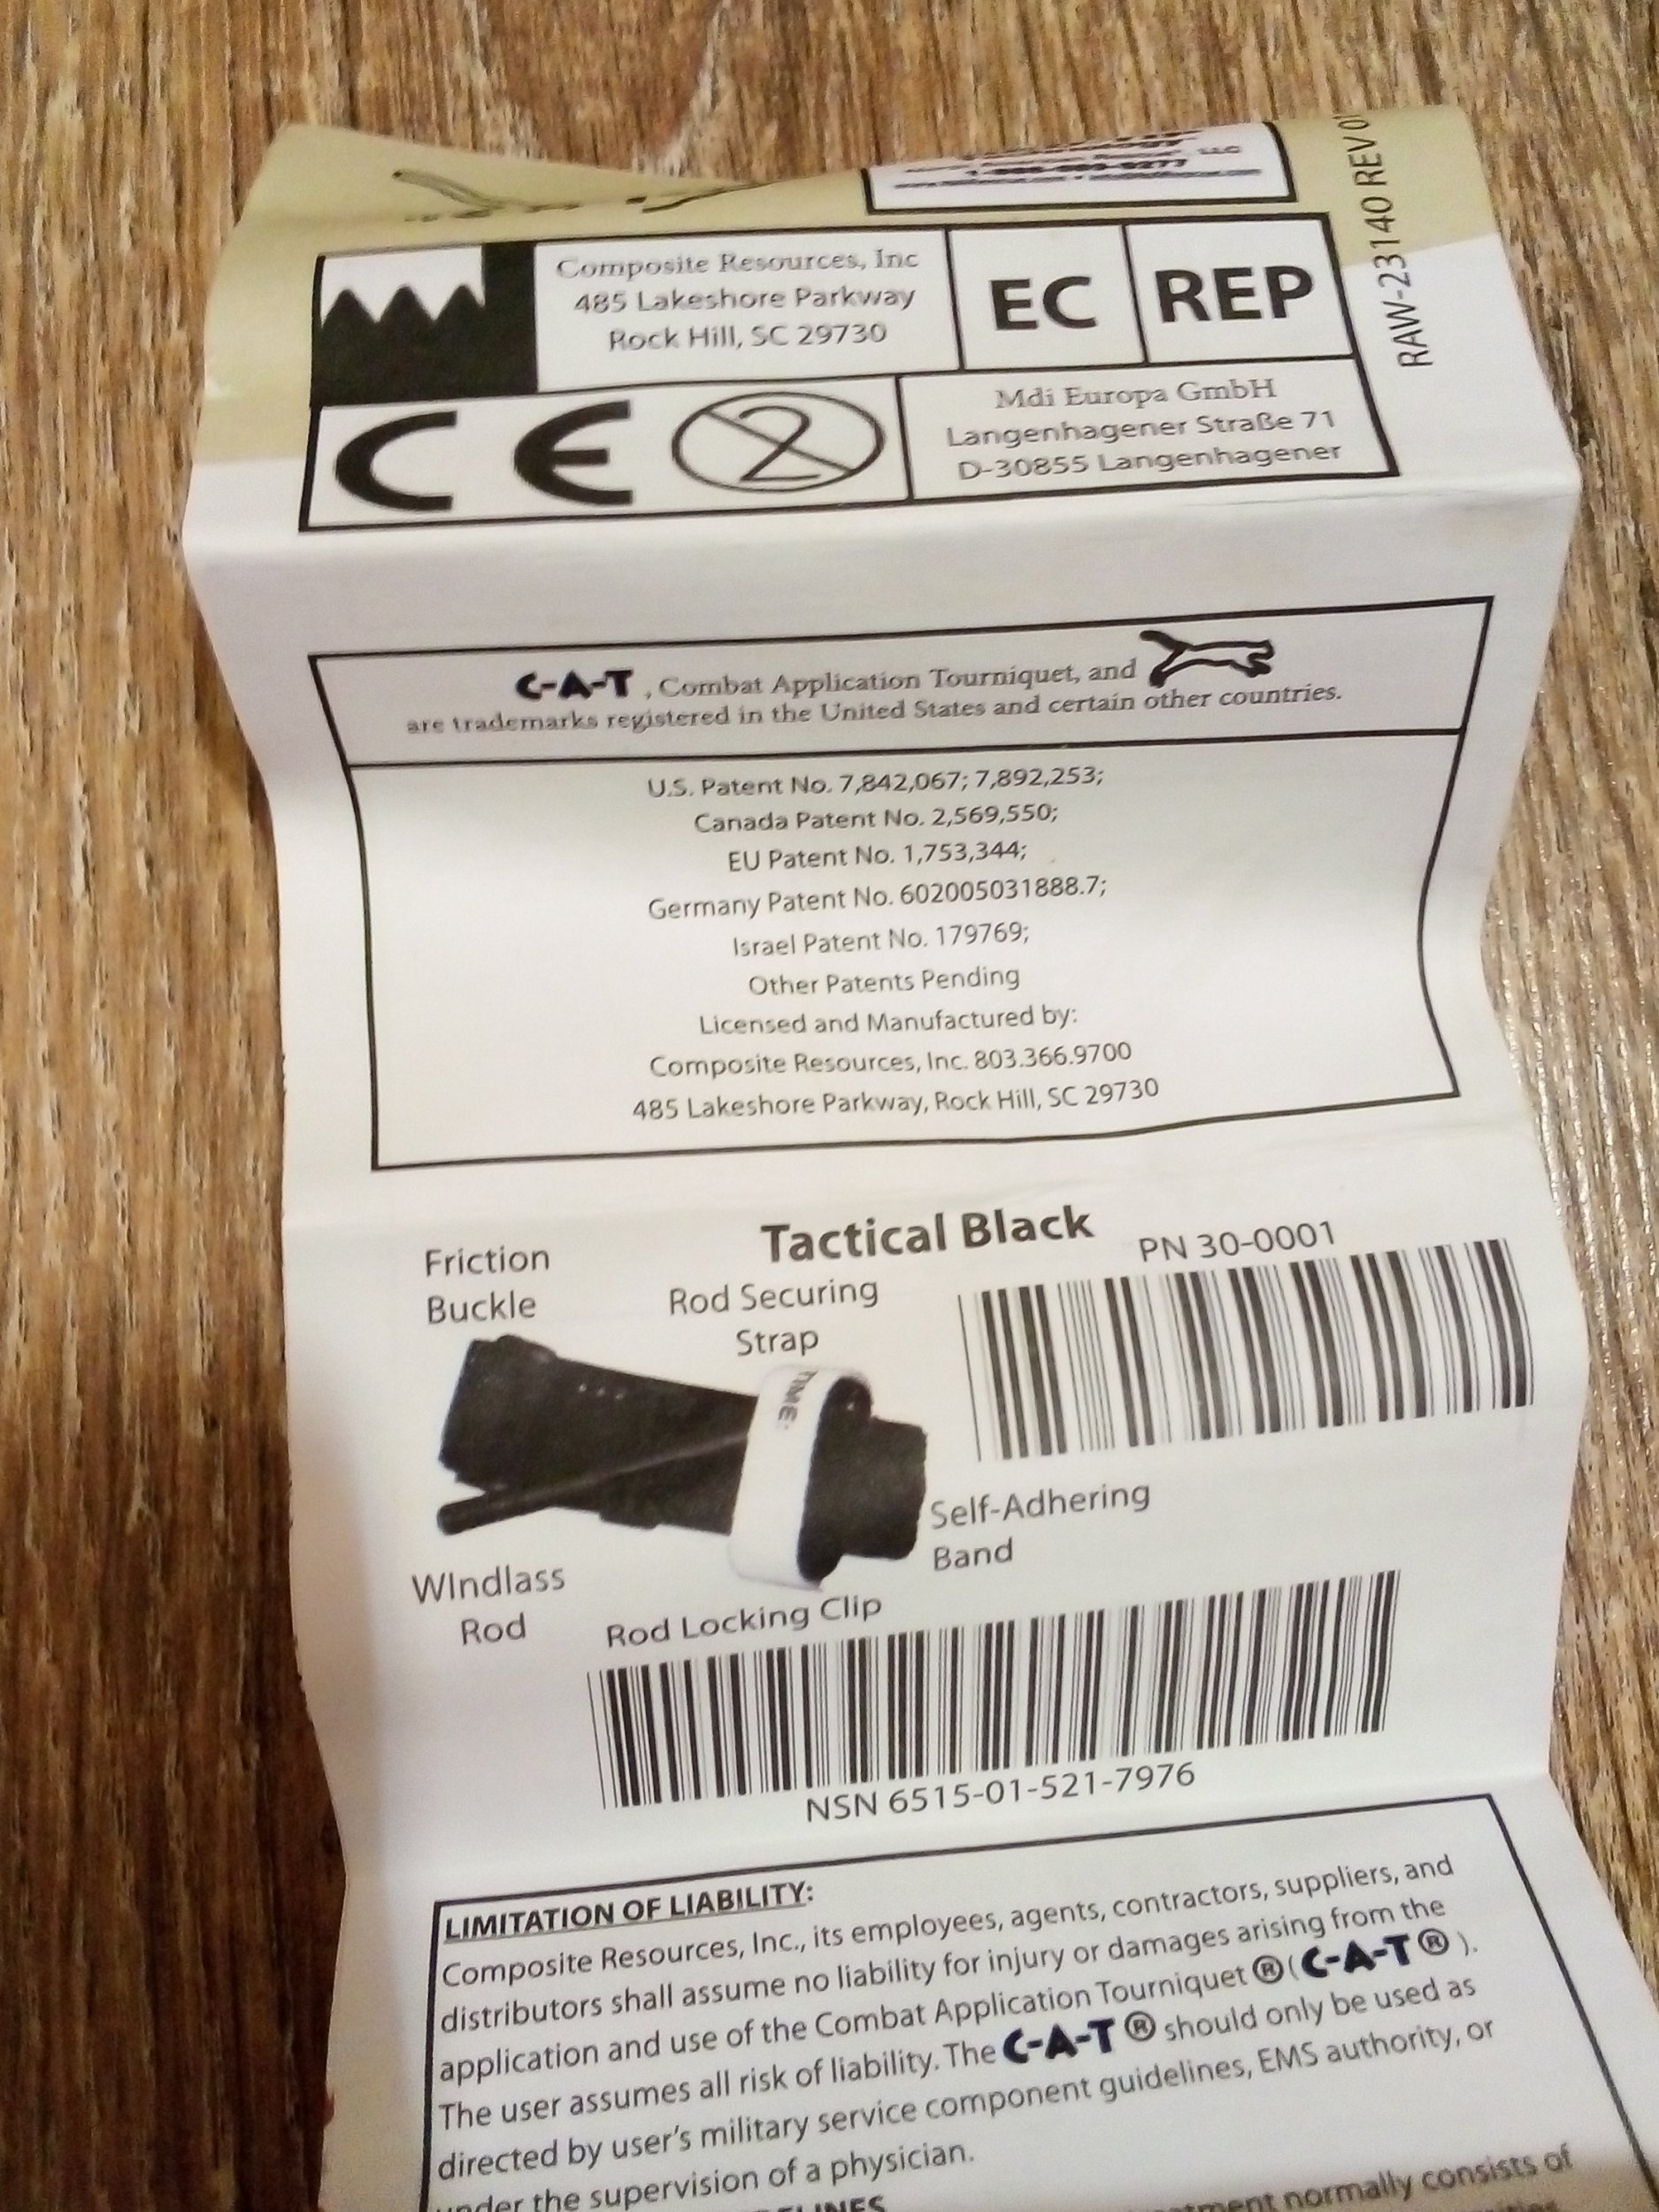 LLC
RAW-23140 REV 01
Composite Resources, Inc
485 Lakeshore Parkway
Rock Hill, SC 29730
EC REP
CE 2
Mdi Europa GmbH
Langenhagener Straße 71
D-30855 Langenhagener
C-A-T , Combat Application Tourniquet, and
are trademarks registered in the United States and certain other countries.
U.S. Patent No. 7,842,067; 7,892,253;
Canada Patent No. 2,569,550;
EU Patent No. 1,753,344;
Germany Patent No. 602005031888.7;
Israel Patent No. 179769;
Other Patents Pending
Licensed and Manufactured by:
Composite Resources, Inc. 803.366.9700
485 Lakeshore Parkway, Rock Hill, SC 29730
Tactical Black
PN 30-0001
Friction
Buckle
Rod Securing
Strap
TIME:
Self-Adhering
Band
WIndlass
Rod
Rod Locking Clip
NSN 6515-01-521-7976
LIMITATION OF LIABILITY:
Composite Resources, Inc., its employees, agents, contractors, suppliers, and
distributors shall assume no liability for injury or damages arising from the
application and use of the Combat Application Tourniquet ®( C-A-T ® ).
The user assumes all risk of liability. The C-A-T ® should only be used as
directed by user's military service component guidelines, EMS authority, or
under the supervision of a physician.
normally consists of